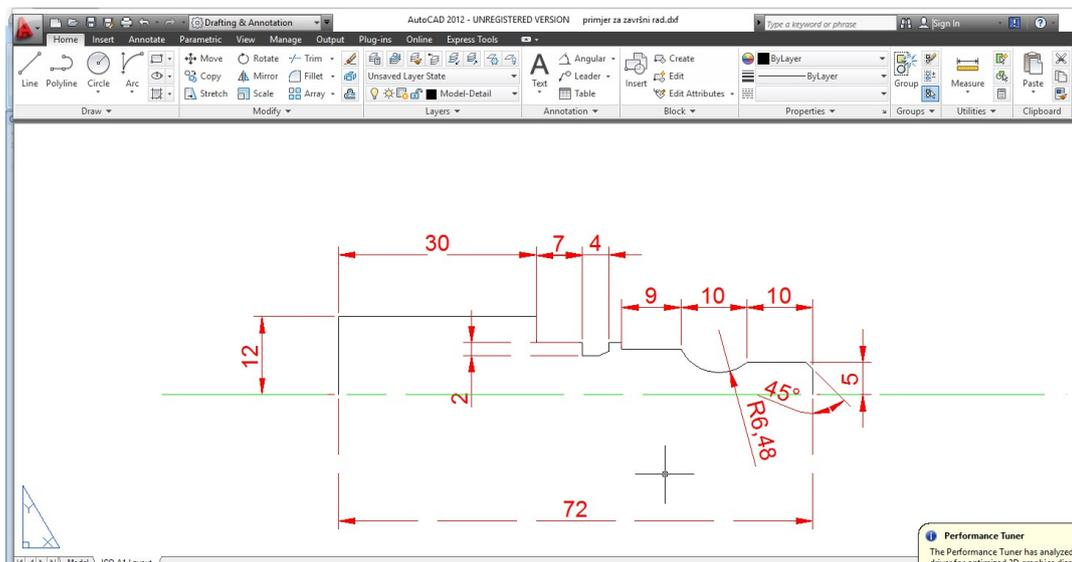 AutoCAD 2012 - UNREGISTERED VERSION primjer za završni rad.dxf
Drafting & Annotation
Type a keyword or phrase
Sign In
Home Insert Annotate Parametric View Manage Output Plug-ins Online Express Tools
Line Polyline Circle Arc
Move Rotate Trim
Copy Mirror Fillet
Stretch Scale Array
Unsaved Layer State
Model-Detail
Text
Angular
Leader
Table
Insert
Create
Edit
Edit Attributes
ByLayer
ByLayer
Group
Measure
Paste
Draw Modify Layers Annotation Block Properties Groups Utilities Clipboard
30 7 4
9 10 10
12
2
45°
5
R6,48
72
Y
X
Performance Tuner
The Performance Tuner has analyzed
Model